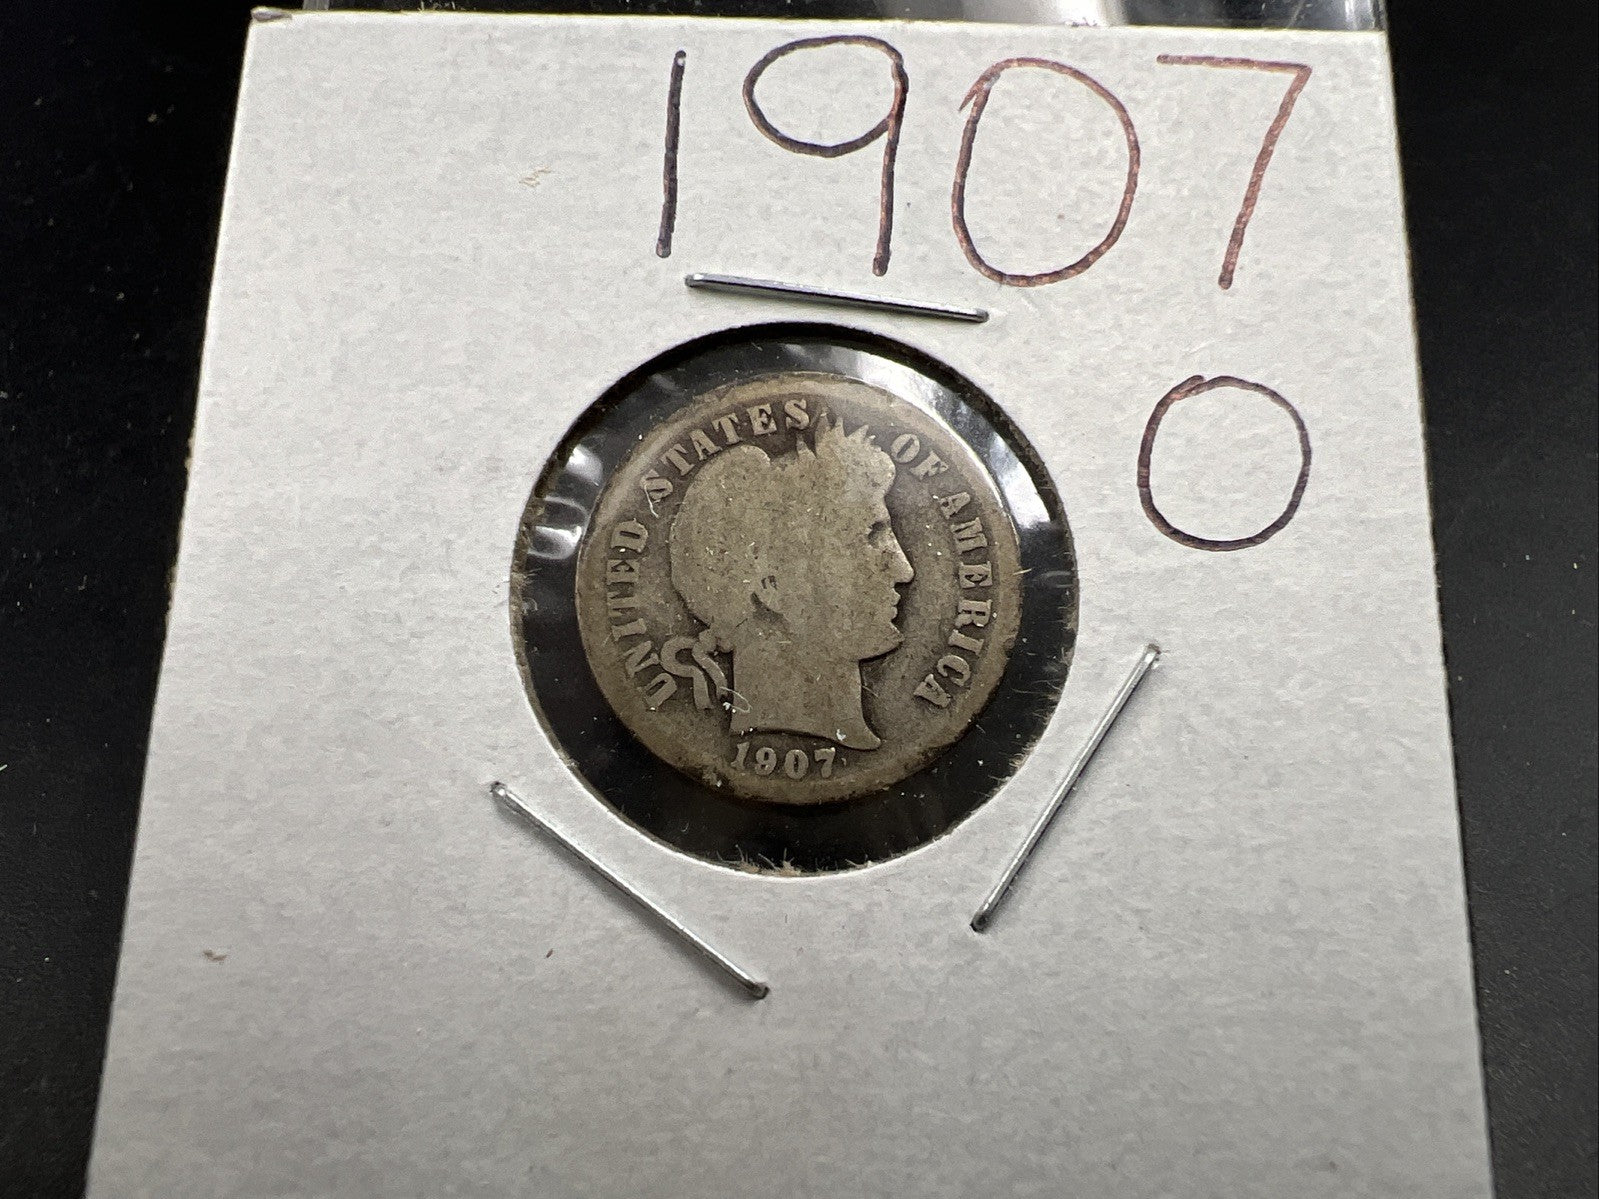 1907
O
UNITED STATES OF AMERICA
1907